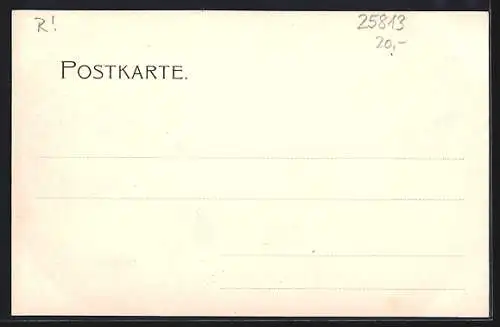 R! 25813
20,-
POSTKARTE.